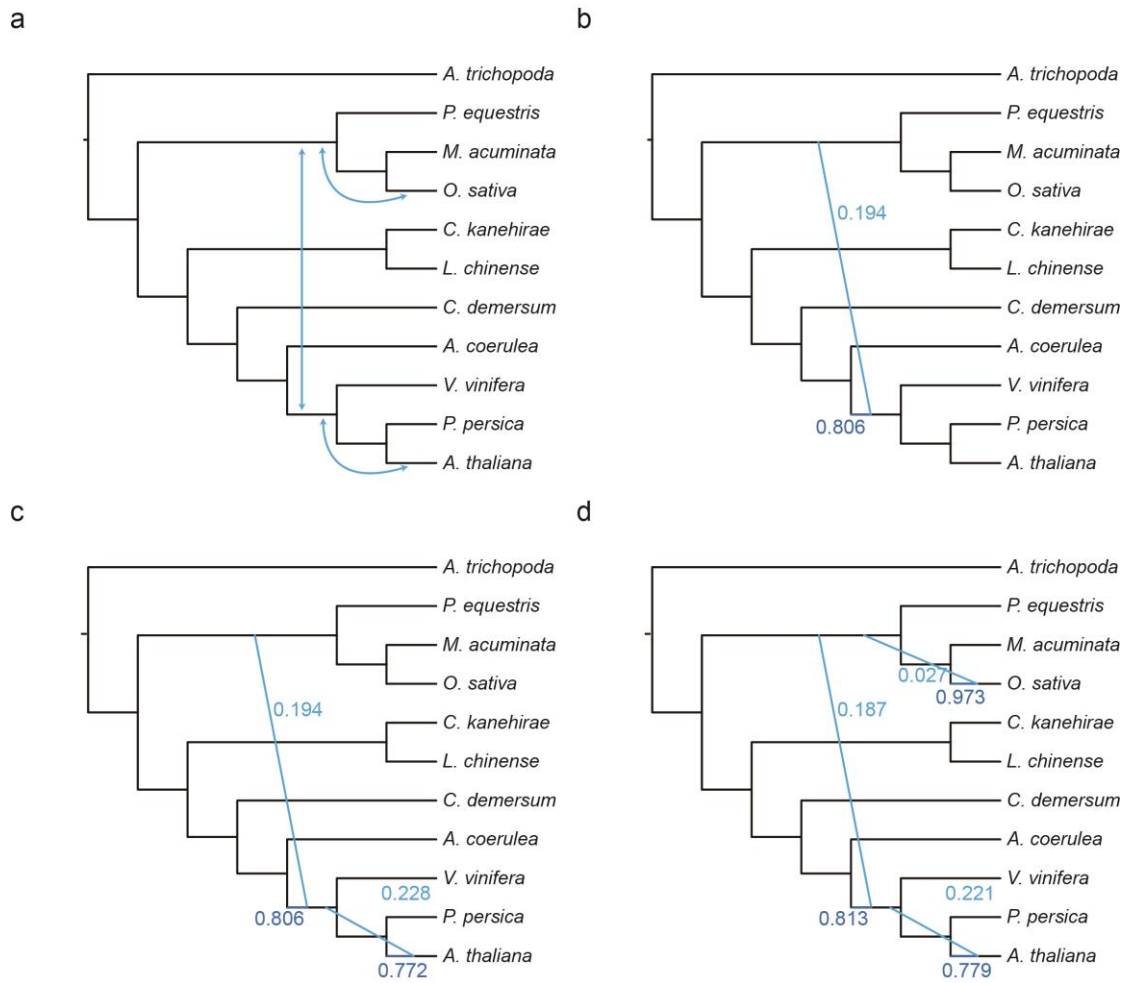 a
A. trichopoda
P. equestris
M. acuminata
O. sativa
C. kanehirae
L. chinense
C. demersum
A. coerulea
V. vinifera
P. persica
A. thaliana
b
A. trichopoda
P. equestris
M. acuminata
O. sativa
0.194
C. kanehirae
L. chinense
C. demersum
A. coerulea
V. vinifera
0.806
P. persica
A. thaliana
c
A. trichopoda
P. equestris
M. acuminata
O. sativa
0.194
C. kanehirae
L. chinense
C. demersum
A. coerulea
V. vinifera
0.228
0.806
P. persica
A. thaliana
0.772
d
A. trichopoda
P. equestris
M. acuminata
0.027
O. sativa
0.973
0.187
C. kanehirae
L. chinense
C. demersum
A. coerulea
V. vinifera
0.221
0.813
P. persica
A. thaliana
0.779